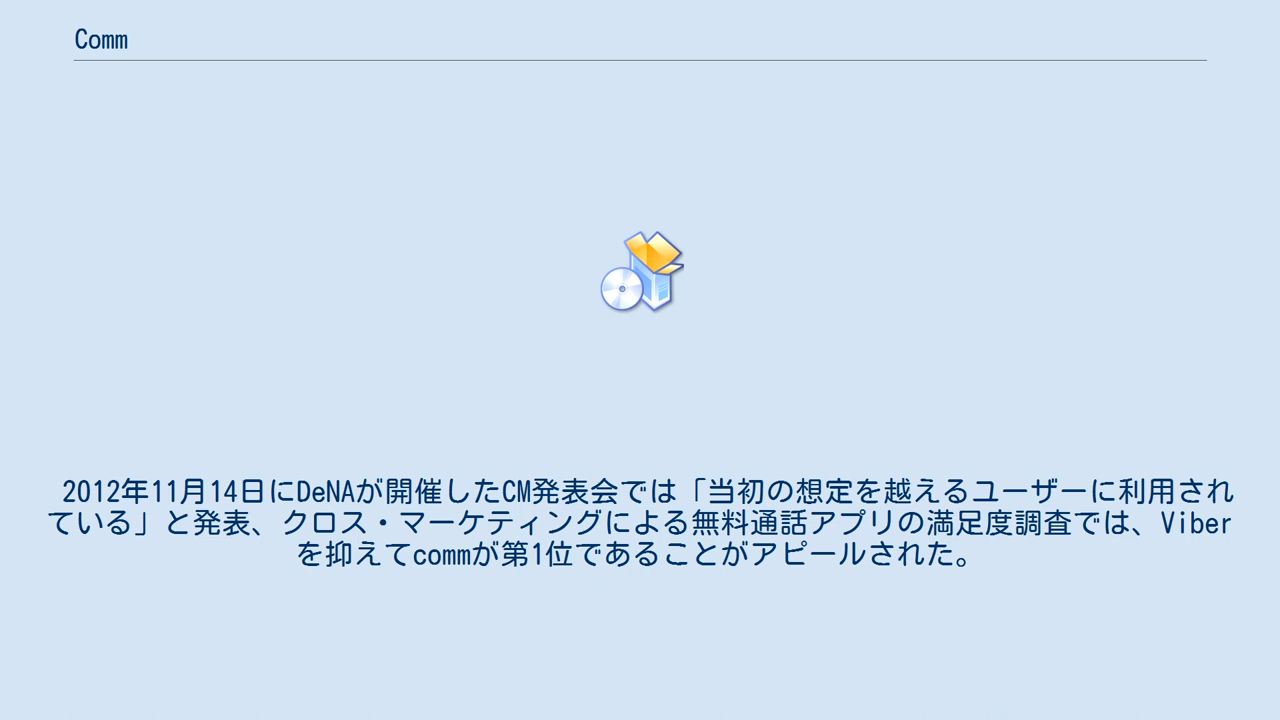 Comm
2012年11月14日にDeNAが開催したCM発表会では「当初の想定を越えるユーザーに利用され
ている」と発表、クロス・マーケティングによる無料通話アプリの満足度調査では、Viber
を抑えてcommが第1位であることがアピールされた。